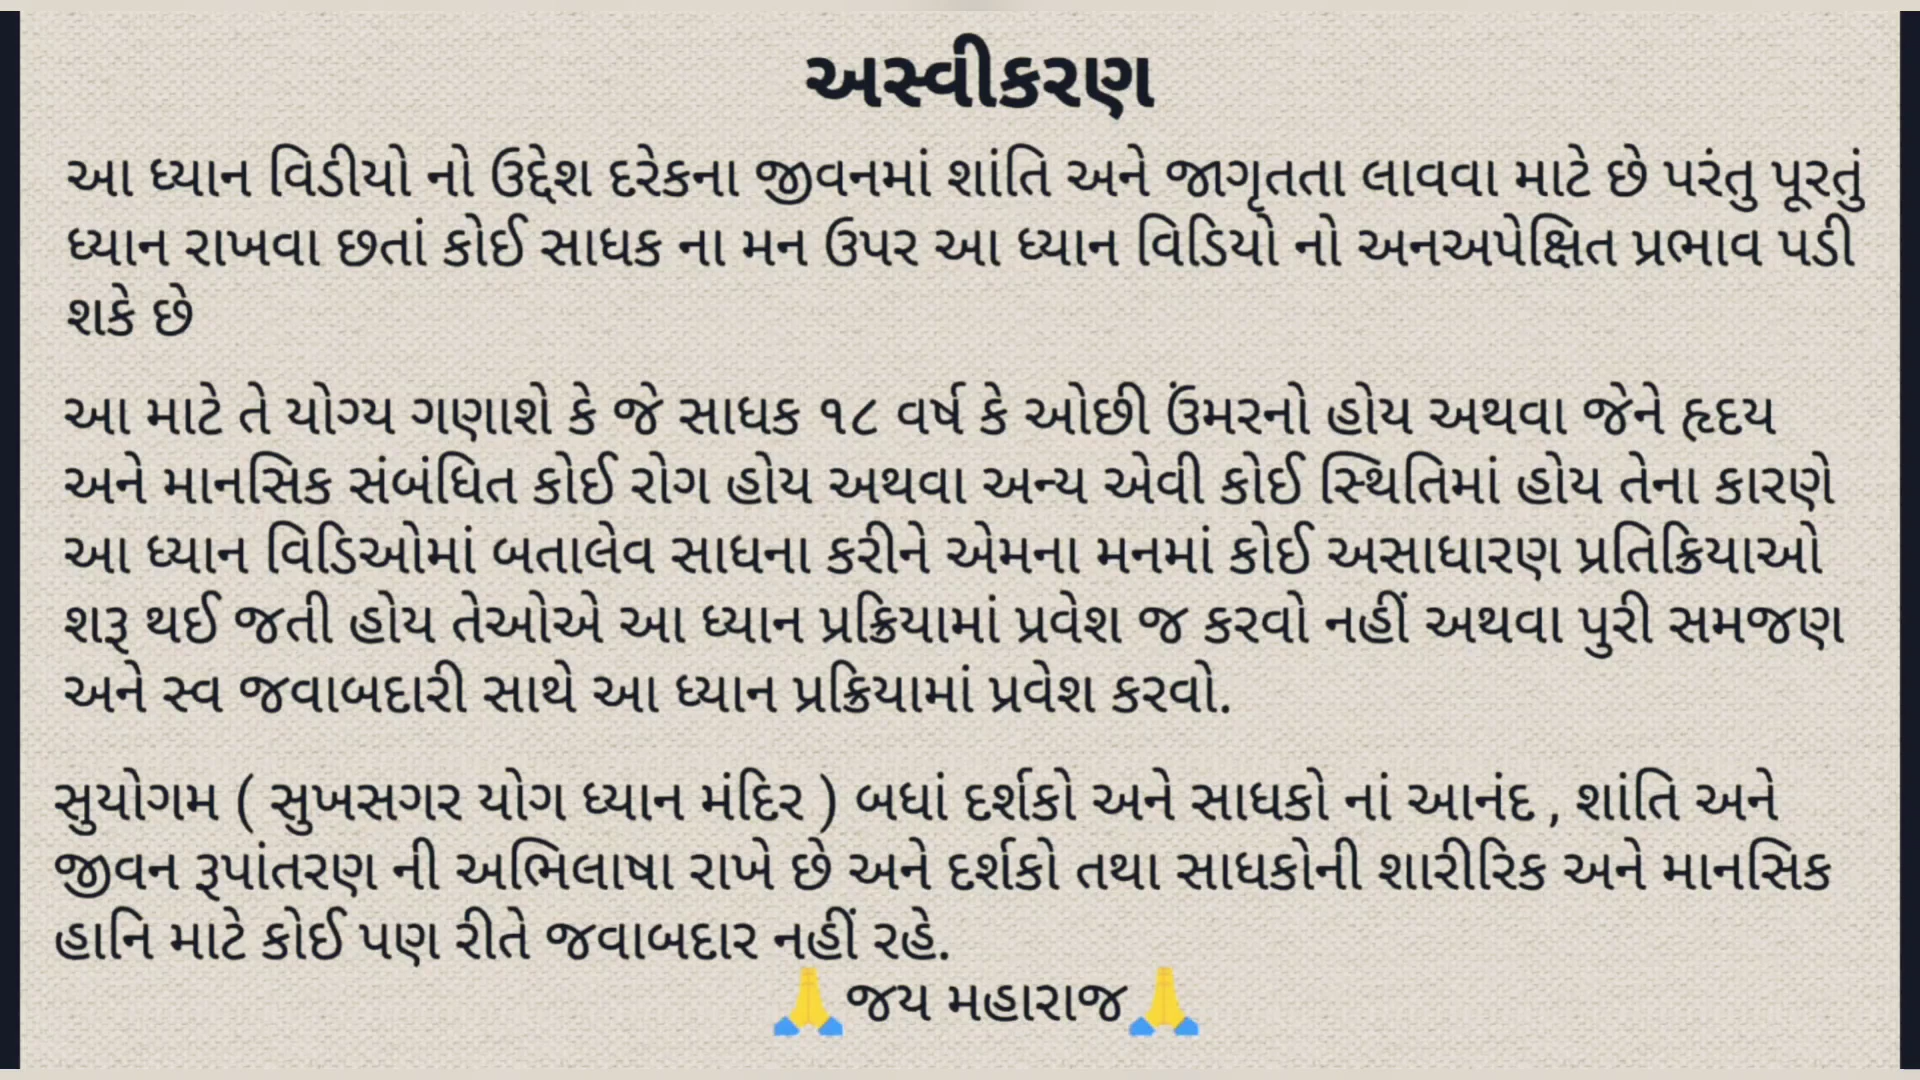 અસ્વીકરણ
આ ધ્યાન વિડીયો નો ઉદ્દેશ દરેકના જીવનમાં શાંતિ અને જાગૃતતા લાવવા માટે છે પરંતુ પૂરતું
ધ્યાન રાખવા છતાં કોઈ સાધક ના મન ઉપર આ ધ્યાન વિડિયો નો અનઅપેક્ષિત પ્રભાવ પડી
શકે છે
આ માટે તે યોગ્ય ગણાશે કે જે સાધક ૧૮ વર્ષ કે ઓછી ઉંમરનો હોય અથવા જેને હૃદય
અને માનસિક સંબંધિત કોઈ રોગ હોય અથવા અન્ય એવી કોઈ સ્થિતિમાં હોય તેના કારણે
આ ધ્યાન વિડિઓમાં બતાલેવ સાધના કરીને એમના મનમાં કોઈ અસાધારણ પ્રતિક્રિયાઓ
શરૂ થઈ જતી હોય તેઓએ આ ધ્યાન પ્રક્રિયામાં પ્રવેશ જ કરવો નહીં અથવા પુરી સમજણ
અને સ્વ જવાબદારી સાથે આ ધ્યાન પ્રક્રિયામાં પ્રવેશ કરવો.
સુયોગમ ( સુખસગર યોગ ધ્યાન મંદિર ) બધાં દર્શકો અને સાધકો નાં આનંદ , શાંતિ અને
જીવન રૂપાંતરણ ની અભિલાષા રાખે છે અને દર્શકો તથા સાધકોની શારીરિક અને માનસિક
હાનિ માટે કોઈ પણ રીતે જવાબદાર નહીં રહે.
🙏જય મહારાજ🙏